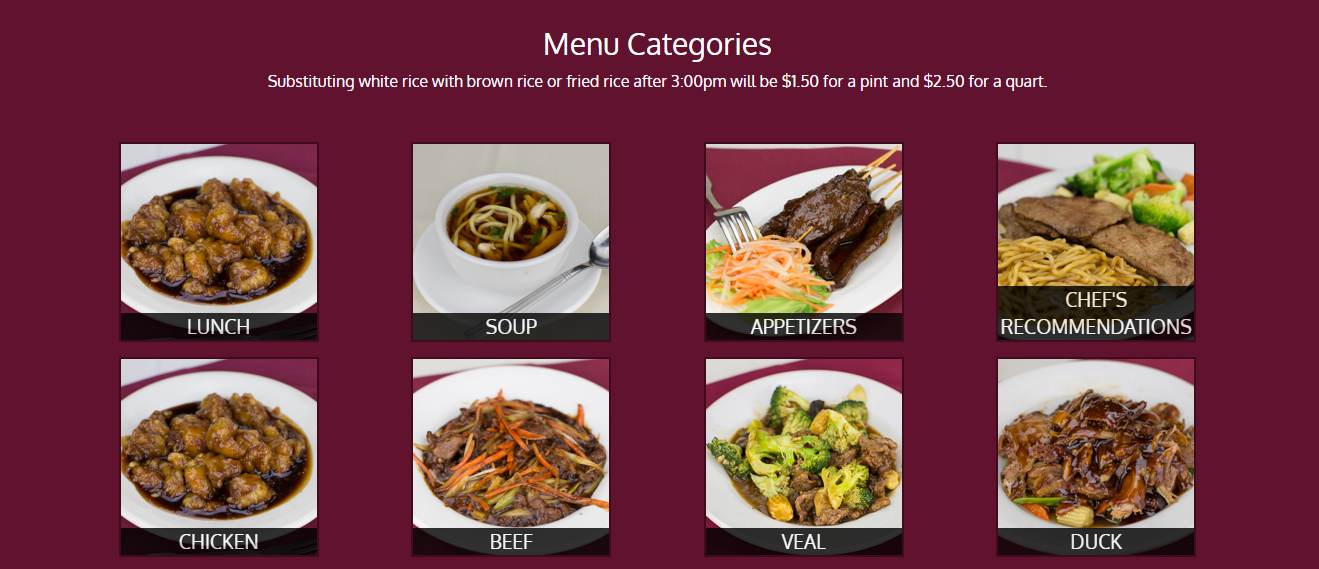 Menu Categories
Substituting white rice with brown rice or fried rice after 3:00pm will be $1.50 for a pint and $2.50 for a quart.
LUNCH
SOUP
APPETIZERS
CHEF'S
RECOMMENDATIONS
CHICKEN
BEEF
VEAL
DUCK